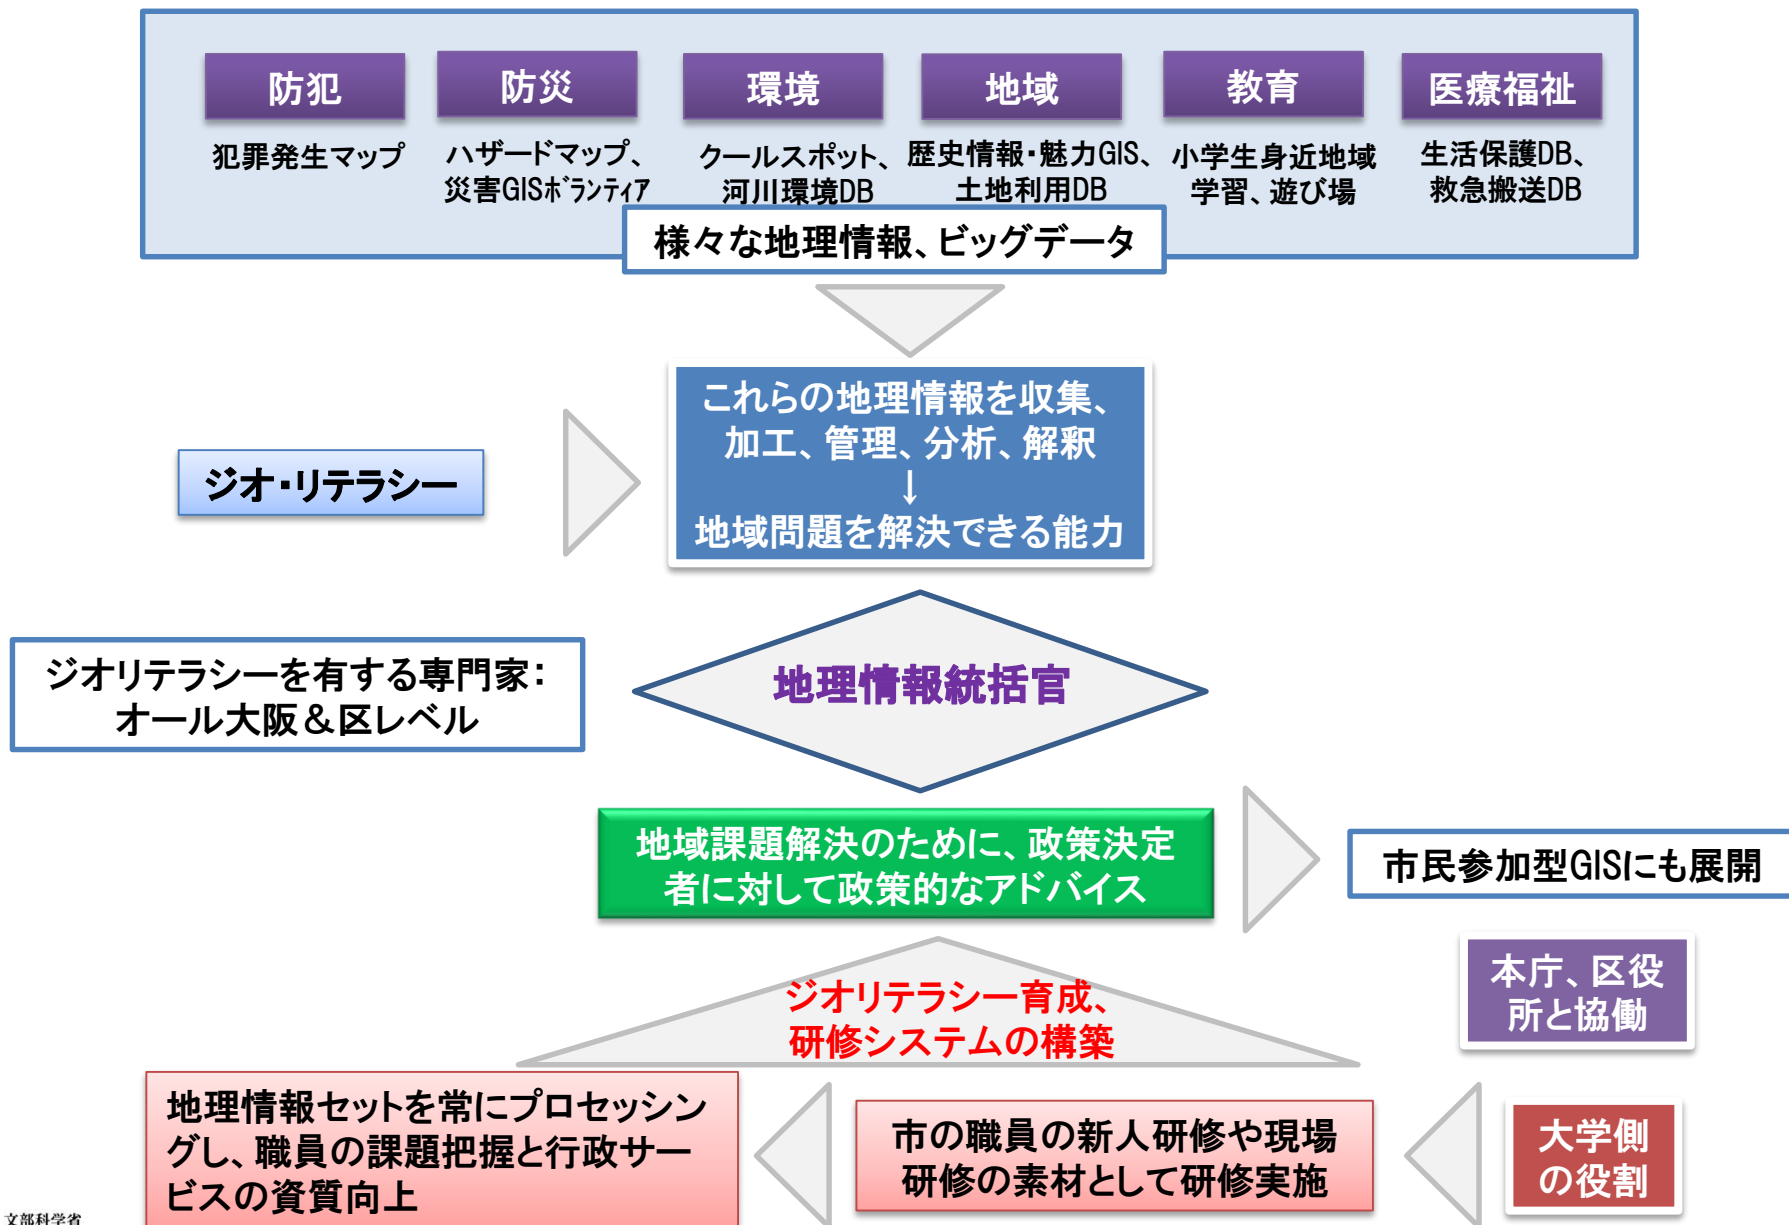 防犯
防災
環境
地域
教育
医療福祉
犯罪発生マップ
ハザードマップ、
災害GISボランティア
クールスポット、
河川環境DB
歴史情報・魅力GIS、
土地利用DB
小学生身近地域
学習、遊び場
生活保護DB、
救急搬送DB
様々な地理情報、ビッグデータ
これらの地理情報を収集、
加工、管理、分析、解釈
↓
地域問題を解決できる能力
ジオ・リテラシー
ジオリテラシーを有する専門家：
オール大阪＆区レベル
地理情報統括官
地域課題解決のために、政策決定
者に対して政策的なアドバイス
市民参加型GISにも展開
本庁、区役
所と協働
ジオリテラシー育成、
研修システムの構築
地理情報セットを常にプロセッシン
グし、職員の課題把握と行政サー
ビスの資質向上
市の職員の新人研修や現場
研修の素材として研修実施
大学側
の役割
文部科学省